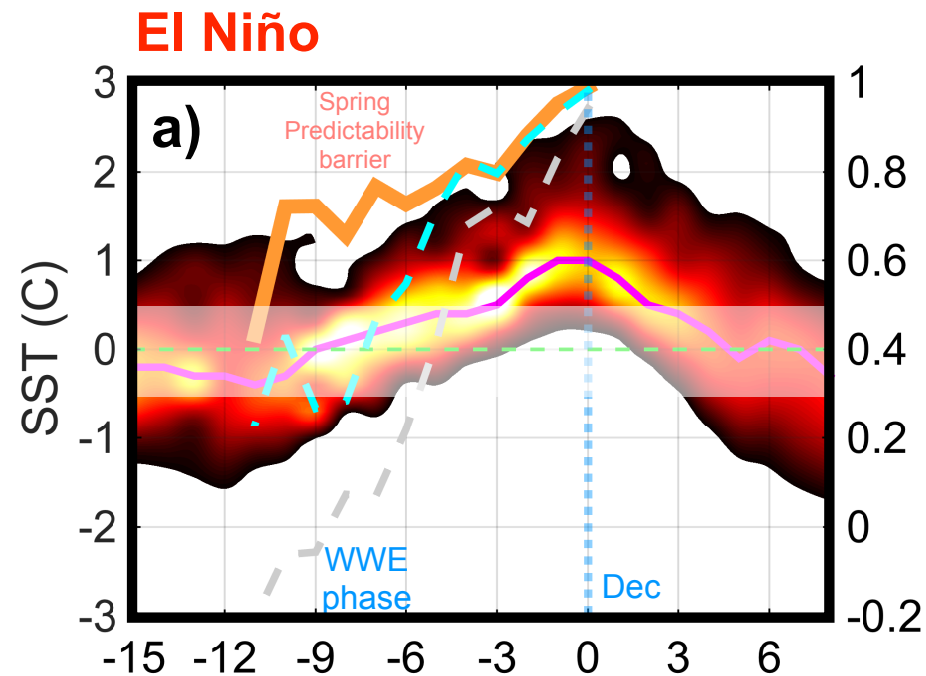 El Niño
a)
Spring
Predictability
barrier
SST (C)
3
2
1
0
-1
-2
-3
1
0.8
0.6
0.4
0.2
0
-0.2
WWE
phase
Dec
-15 -12 -9 -6 -3 0 3 6